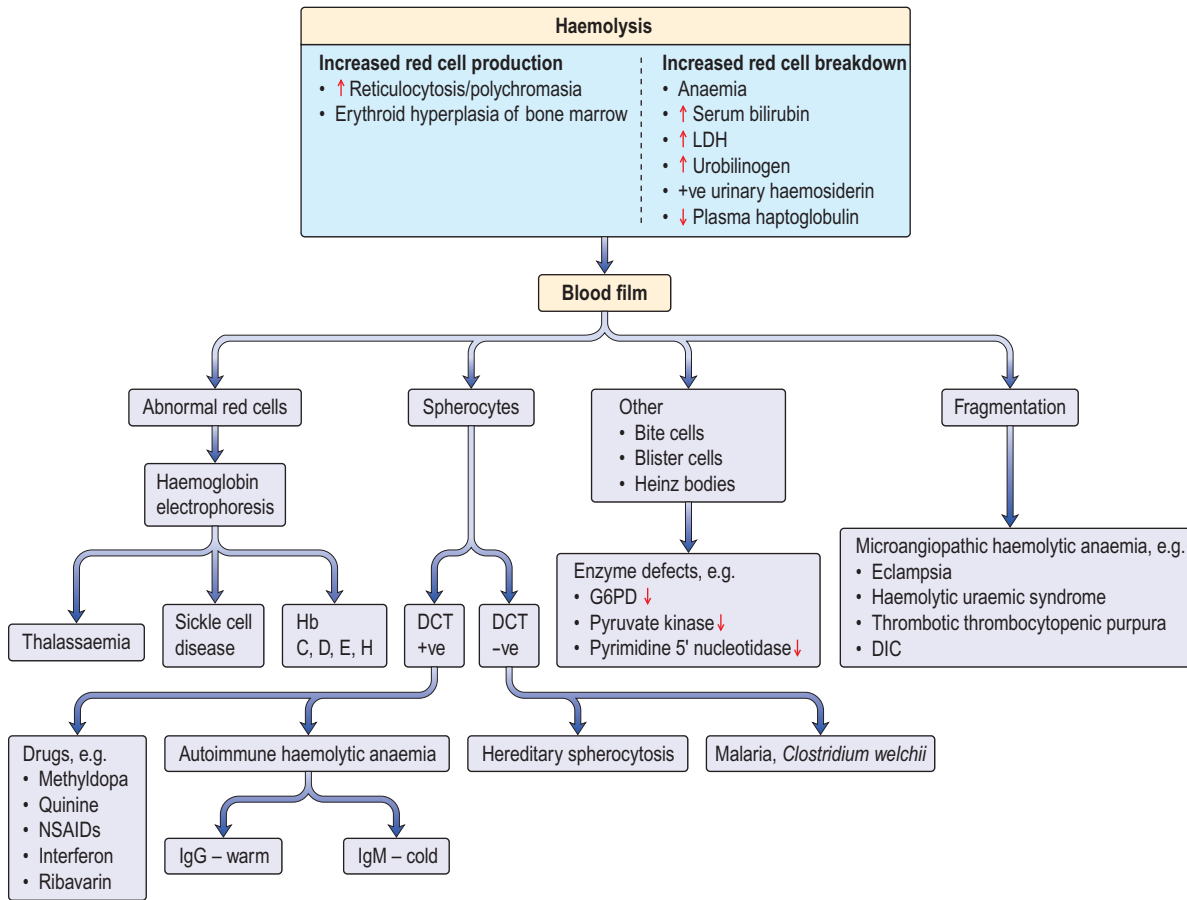 Haemolysis
Increased red cell production
• ↑ Reticulocytosis/polychromasia
• Erythroid hyperplasia of bone marrow
Increased red cell breakdown
• Anaemia
• ↑ Serum bilirubin
• ↑ LDH
• ↑ Urobilinogen
• +ve urinary haemosiderin
• ↓ Plasma haptoglobulin
Blood film
Abnormal red cells
Spherocytes
Other
• Bite cells
• Blister cells
• Heinz bodies
Fragmentation
Haemoglobin
electrophoresis
Thalassaemia
Sickle cell
disease
Hb
C, D, E, H
DCT
+ve
DCT
–ve
Enzyme defects, e.g.
• G6PD ↓
• Pyruvate kinase↓
• Pyrimidine 5' nucleotidase↓
Microangiopathic haemolytic anaemia, e.g.
• Eclampsia
• Haemolytic uraemic syndrome
• Thrombotic thrombocytopenic purpura
• DIC
Drugs, e.g.
• Methyldopa
• Quinine
• NSAIDs
• Interferon
• Ribavarin
Autoimmune haemolytic anaemia
IgG – warm
IgM – cold
Hereditary spherocytosis
Malaria, Clostridium welchii